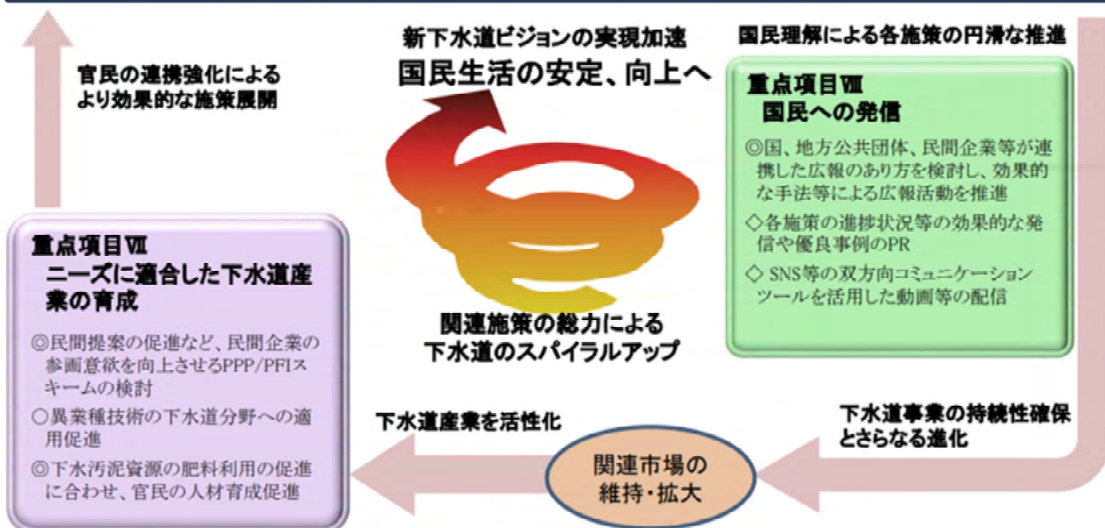 新下水道ビジョンの実現加速
国民生活の安定、向上へ
国民理解による各施策の円滑な推進
官民の連携強化による
より効果的な施策展開
重点項目Ⅷ
国民への発信
◎国、地方公共団体、民間企業等が連
携した広報のあり方を検討し、効果的
な手法等による広報活動を推進
◇各施策の進捗状況等の効果的な発
信や優良事例のPR
◇ SNS等の双方向コミュニケーション
ツールを活用した動画等の配信
重点項目Ⅶ
ニーズに適合した下水道産
業の育成
◎民間提案の促進など、民間企業の
参画意欲を向上させるPPP/PFIス
キームの検討
○異業種技術の下水道分野への適
用促進
◎下水汚泥資源の肥料利用の促進
に合わせ、官民の人材育成促進
関連施策の総力による
下水道のスパイラルアップ
下水道産業を活性化
関連市場の
維持・拡大
下水道事業の持続性確保
とさらなる進化